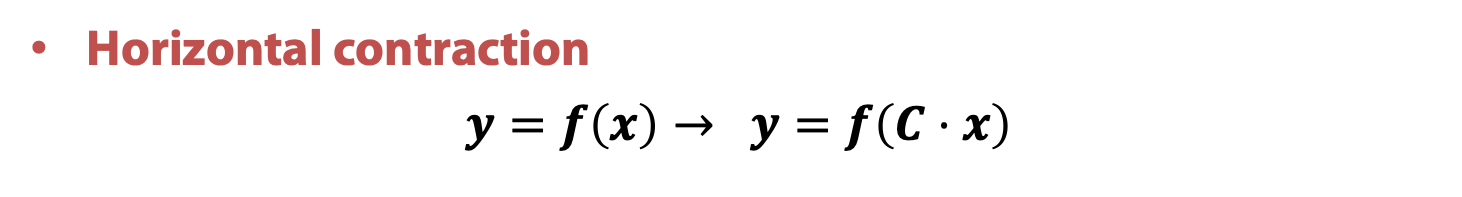 • Horizontal contraction
y = f(x) → y = f(C · x)